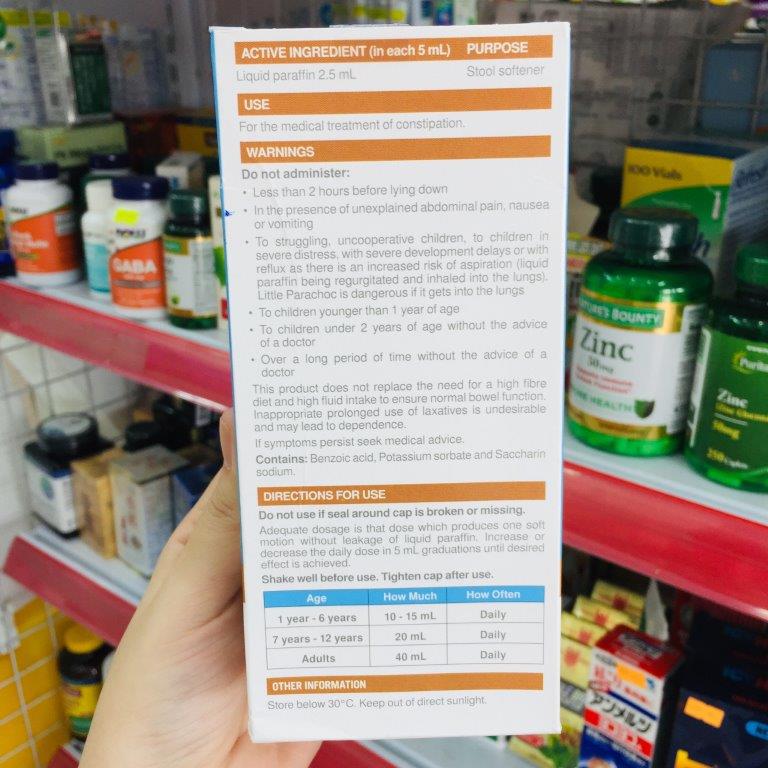 ACTIVE INGREDIENT (in each 5 mL) PURPOSE
Liquid paraffin 2.5 mL Stool softener
USE
For the medical treatment of constipation.
WARNINGS
Do not administer:
• Less than 2 hours before lying down
• In the presence of unexplained abdominal pain, nausea
or vomiting
• To struggling, uncooperative children, to children in
severe distress, with severe development delays or with
reflux as there is an increased risk of aspiration (liquid
paraffin being regurgitated and inhaled into the lungs).
Little Parachoc is dangerous if it gets into the lungs
• To children younger than 1 year of age
• To children under 2 years of age without the advice
of a doctor
• Over a long period of time without the advice of a
doctor
This product does not replace the need for a high fibre
diet and high fluid intake to ensure normal bowel function.
Inappropriate prolonged use of laxatives is undesirable
and may lead to dependence.
If symptoms persist seek medical advice.
Contains: Benzoic acid, Potassium sorbate and Saccharin
sodium.
DIRECTIONS FOR USE
Do not use if seal around cap is broken or missing.
Adequate dosage is that dose which produces one soft
motion without leakage of liquid paraffin. Increase or
decrease the daily dose in 5 mL graduations until desired
effect is achieved.
Shake well before use. Tighten cap after use.
Age How Much How Often
1 year - 6 years 10 - 15 mL Daily
7 years - 12 years 20 mL Daily
Adults 40 mL Daily
OTHER INFORMATION
Store below 30°C. Keep out of direct sunlight.
NOW
GABA
100 Vials
NATURE'S BOUNTY
Zinc
50mg
Zinc
50mg
アンメルツ